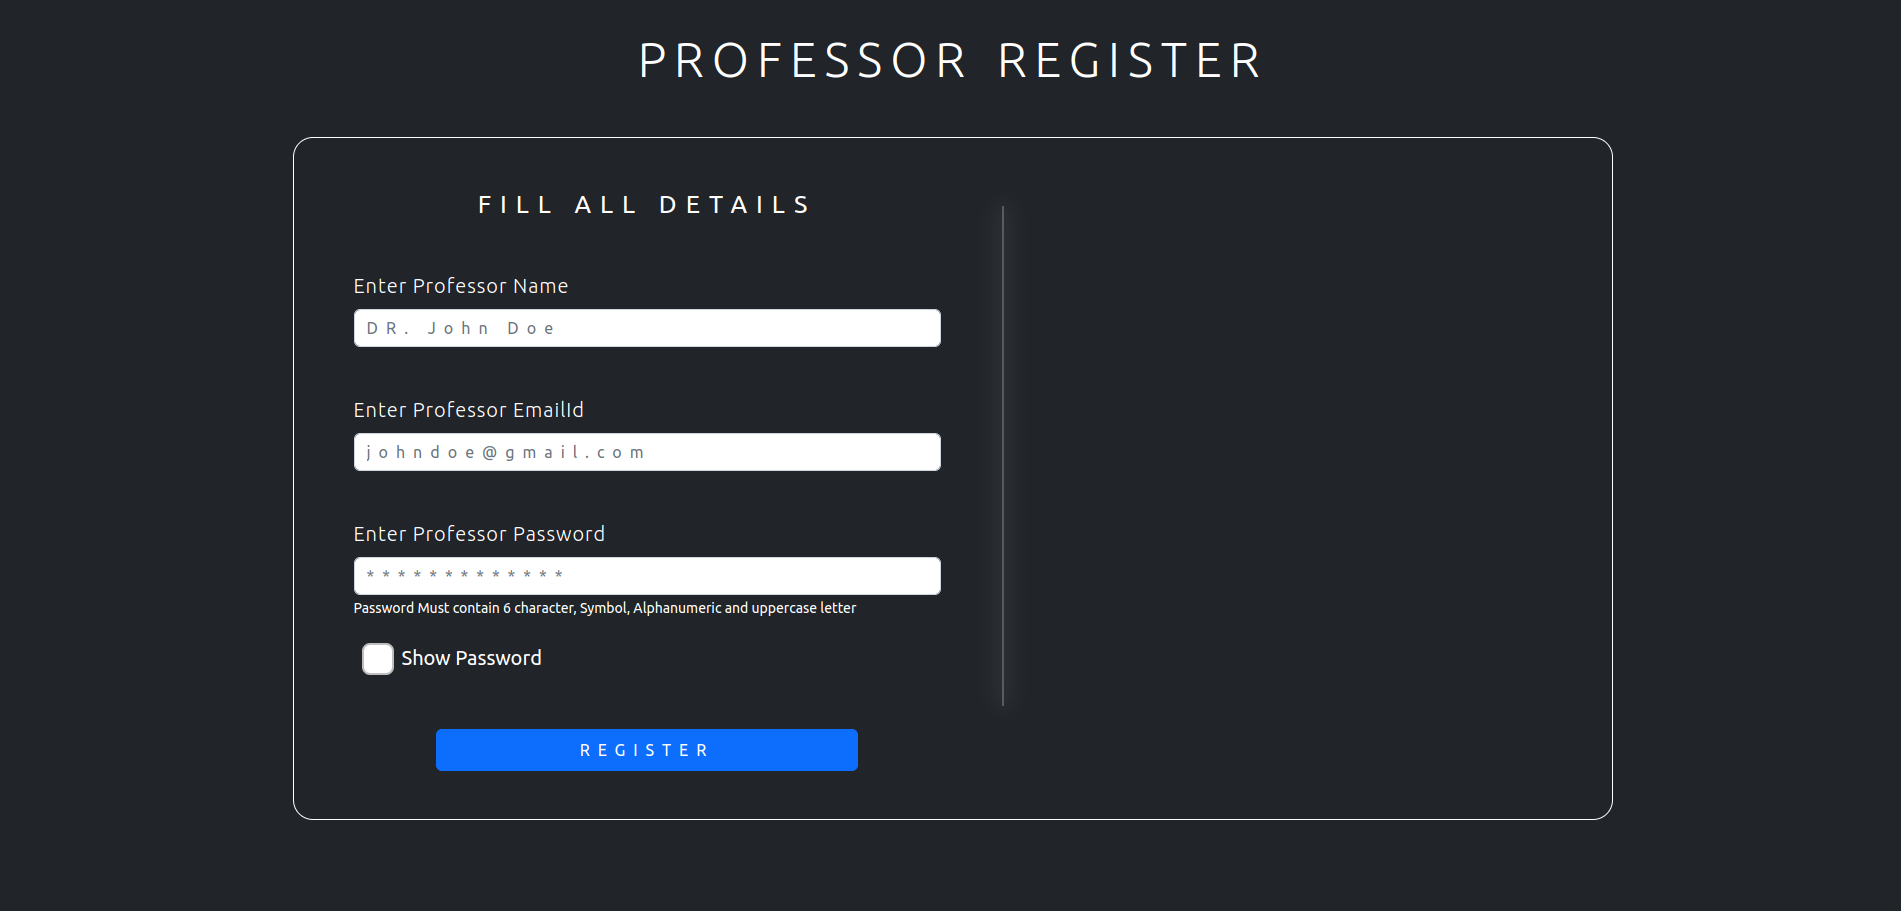 PROFESSOR REGISTER
FILL ALL DETAILS
Enter Professor Name
DR. John Doe
Enter Professor EmailId
johndoe@gmail.com
Enter Professor Password
*************
Password Must contain 6 character, Symbol, Alphanumeric and uppercase letter
Show Password
REGISTER